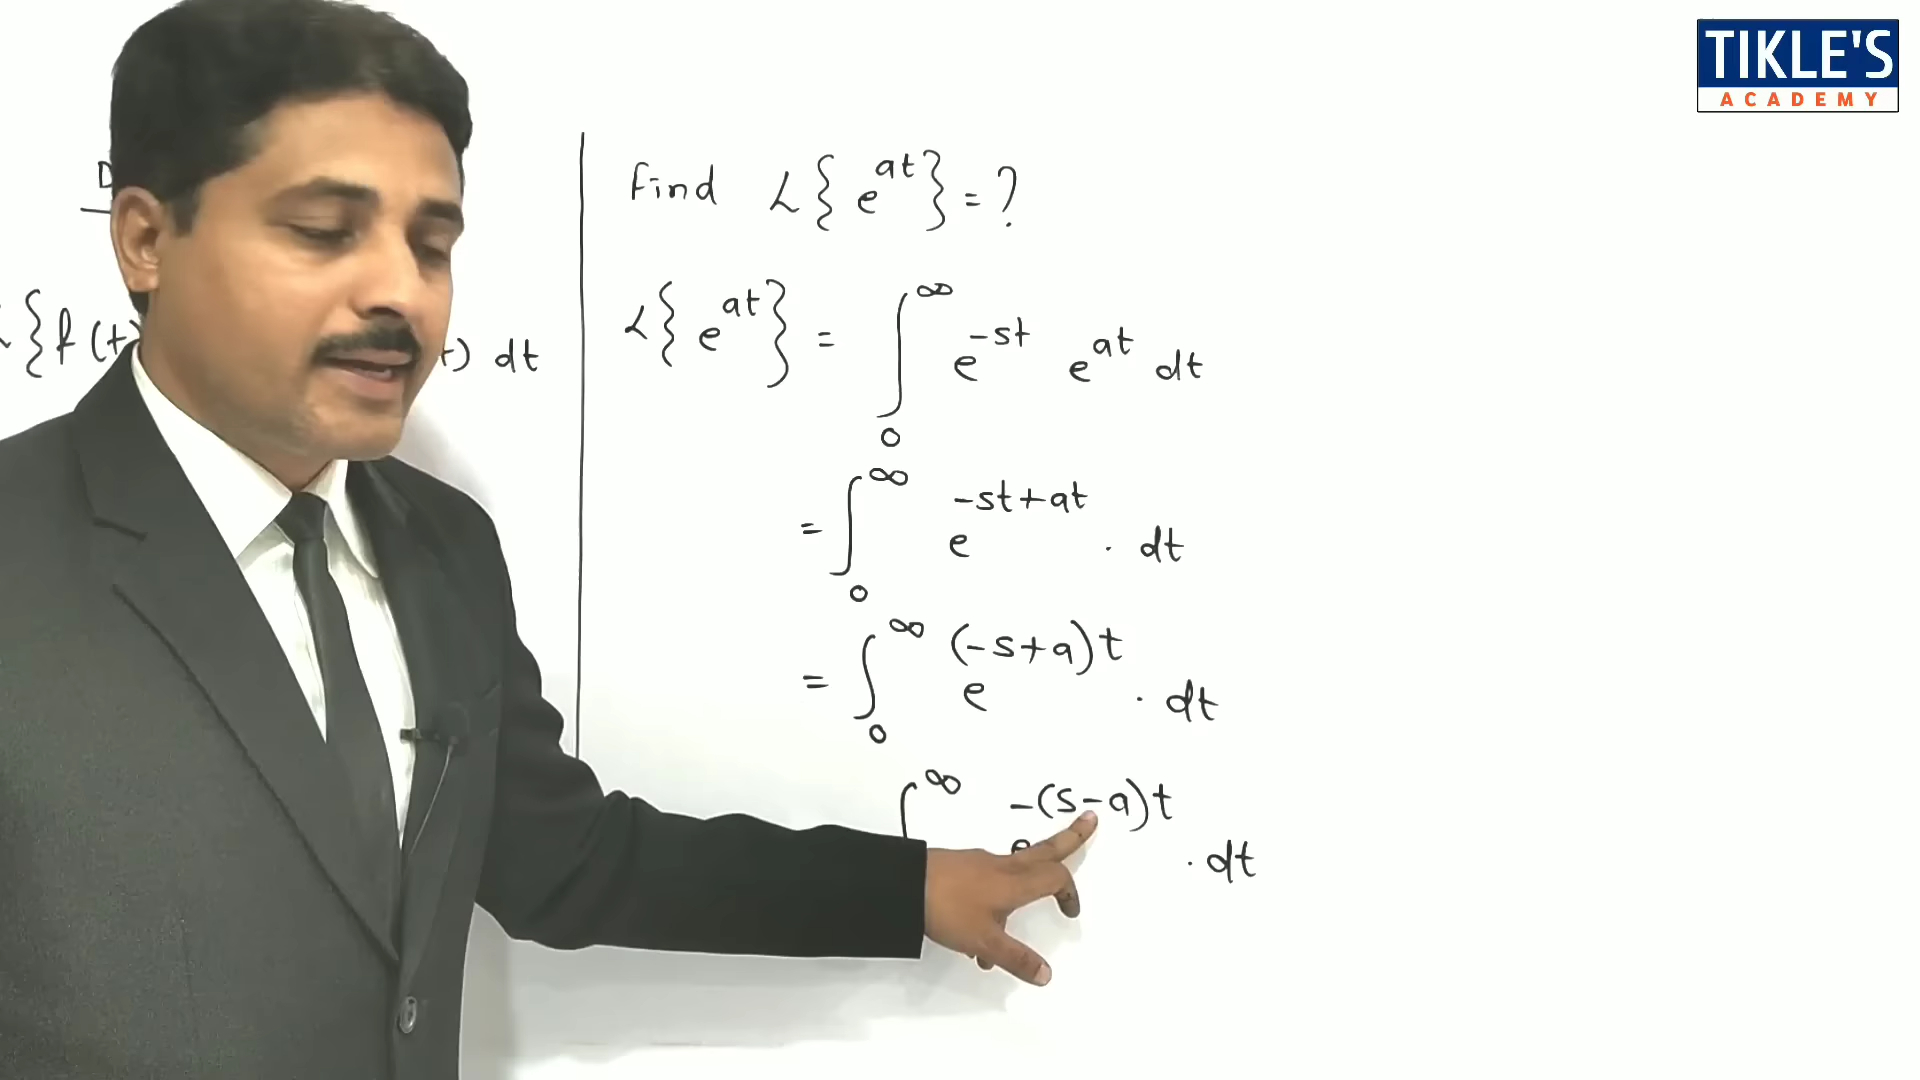 TIKLE'S
ACADEMY
D
L{f(t) t) dt
Find L{e^at} = ?
L{e^at} = ∫₀^∞ e^-st e^at dt
= ∫₀^∞ e^-st+at . dt
= ∫₀^∞ e^(-s+a)t . dt
∫^∞ e^-(s-a)t . dt